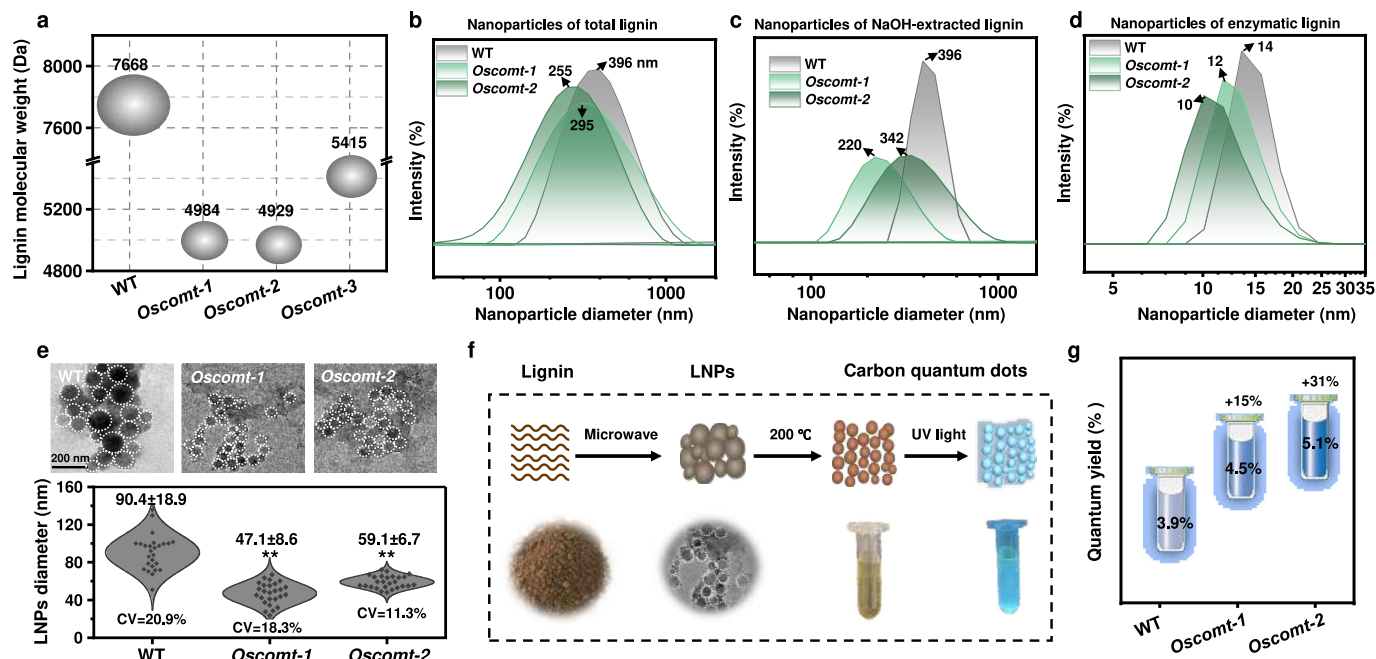 a
Lignin molecular weight (Da)
8000
7600
5200
4800
7668
4984
4929
5415
WT
Oscomt-1
Oscomt-2
Oscomt-3
b
Nanoparticles of total lignin
WT
Oscomt-1
Oscomt-2
255
396 nm
295
Intensity (%)
100
1000
Nanoparticle diameter (nm)
c
Nanoparticles of NaOH-extracted lignin
WT
Oscomt-1
Oscomt-2
396
220
342
Intensity (%)
100
1000
Nanoparticle diameter (nm)
d
Nanoparticles of enzymatic lignin
WT
Oscomt-1
Oscomt-2
14
12
10
Intensity (%)
5
10
15
20
25
30
35
Nanoparticle diameter (nm)
e
WT
Oscomt-1
Oscomt-2
200 nm
LNPs diameter (nm)
160
120
80
40
0
90.4±18.9
47.1±8.6
**
59.1±6.7
**
CV=20.9%
CV=18.3%
CV=11.3%
WT
Oscomt-1
Oscomt-2
f
Lignin
LNPs
Carbon quantum dots
Microwave
200 ℃
UV light
g
Quantum yield (%)
+15%
+31%
3.9%
4.5%
5.1%
WT
Oscomt-1
Oscomt-2